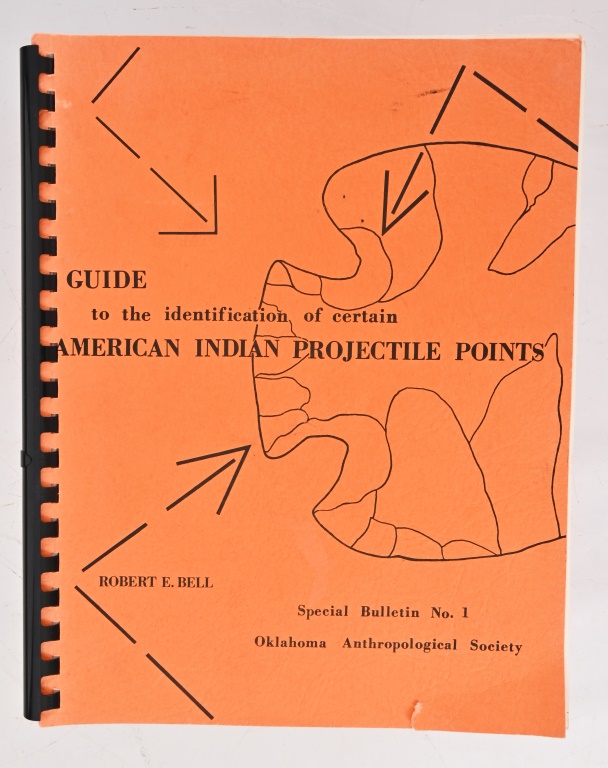 GUIDE
to the identification of certain
AMERICAN INDIAN PROJECTILE POINTS
ROBERT E. BELL
Special Bulletin No. 1
Oklahoma Anthropological Society